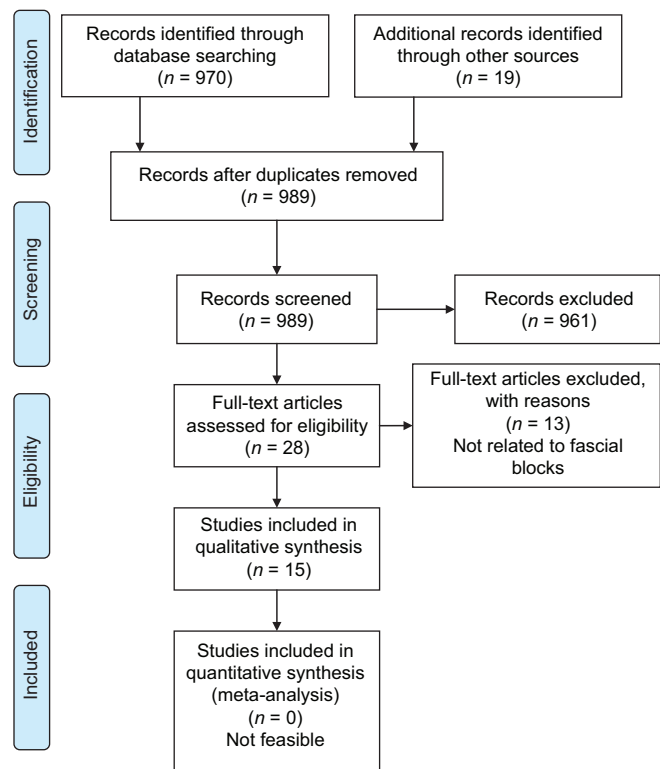 Identification
Records identified through
database searching
(n = 970)
Additional records identified
through other sources
(n = 19)
Records after duplicates removed
(n = 989)
Screening
Records screened
(n = 989)
Records excluded
(n = 961)
Eligibility
Full-text articles
assessed for eligibility
(n = 28)
Full-text articles excluded,
with reasons
(n = 13)
Not related to fascial
blocks
Studies included in
qualitative synthesis
(n = 15)
Included
Studies included in
quantitative synthesis
(meta-analysis)
(n = 0)
Not feasible